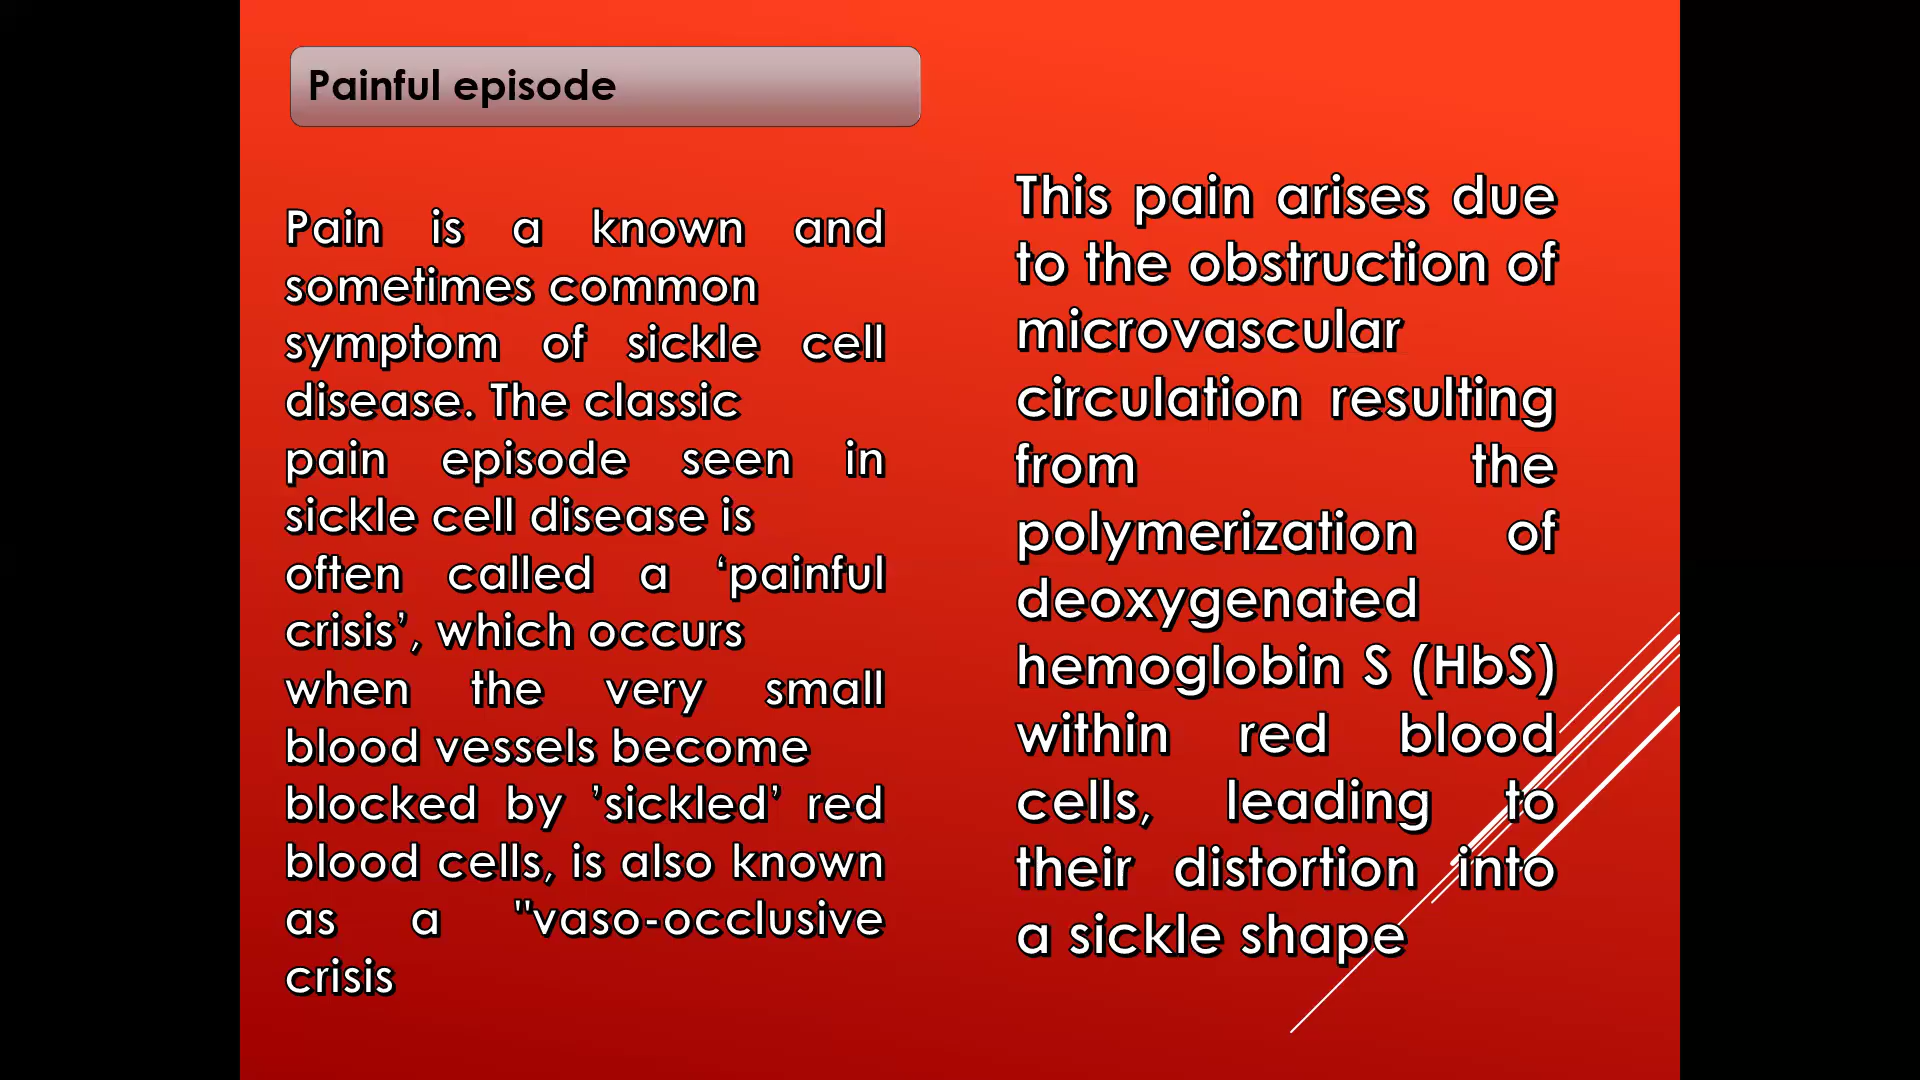 Painful episode
Pain is a known and
sometimes common
symptom of sickle cell
disease. The classic
pain episode seen in
sickle cell disease is
often called a ‘painful
crisis’, which occurs
when the very small
blood vessels become
blocked by ’sickled’ red
blood cells, is also known
as a "vaso-occlusive
crisis
This pain arises due
to the obstruction of
microvascular
circulation resulting
from the
polymerization of
deoxygenated
hemoglobin S (HbS)
within red blood
cells, leading to
their distortion into
a sickle shape